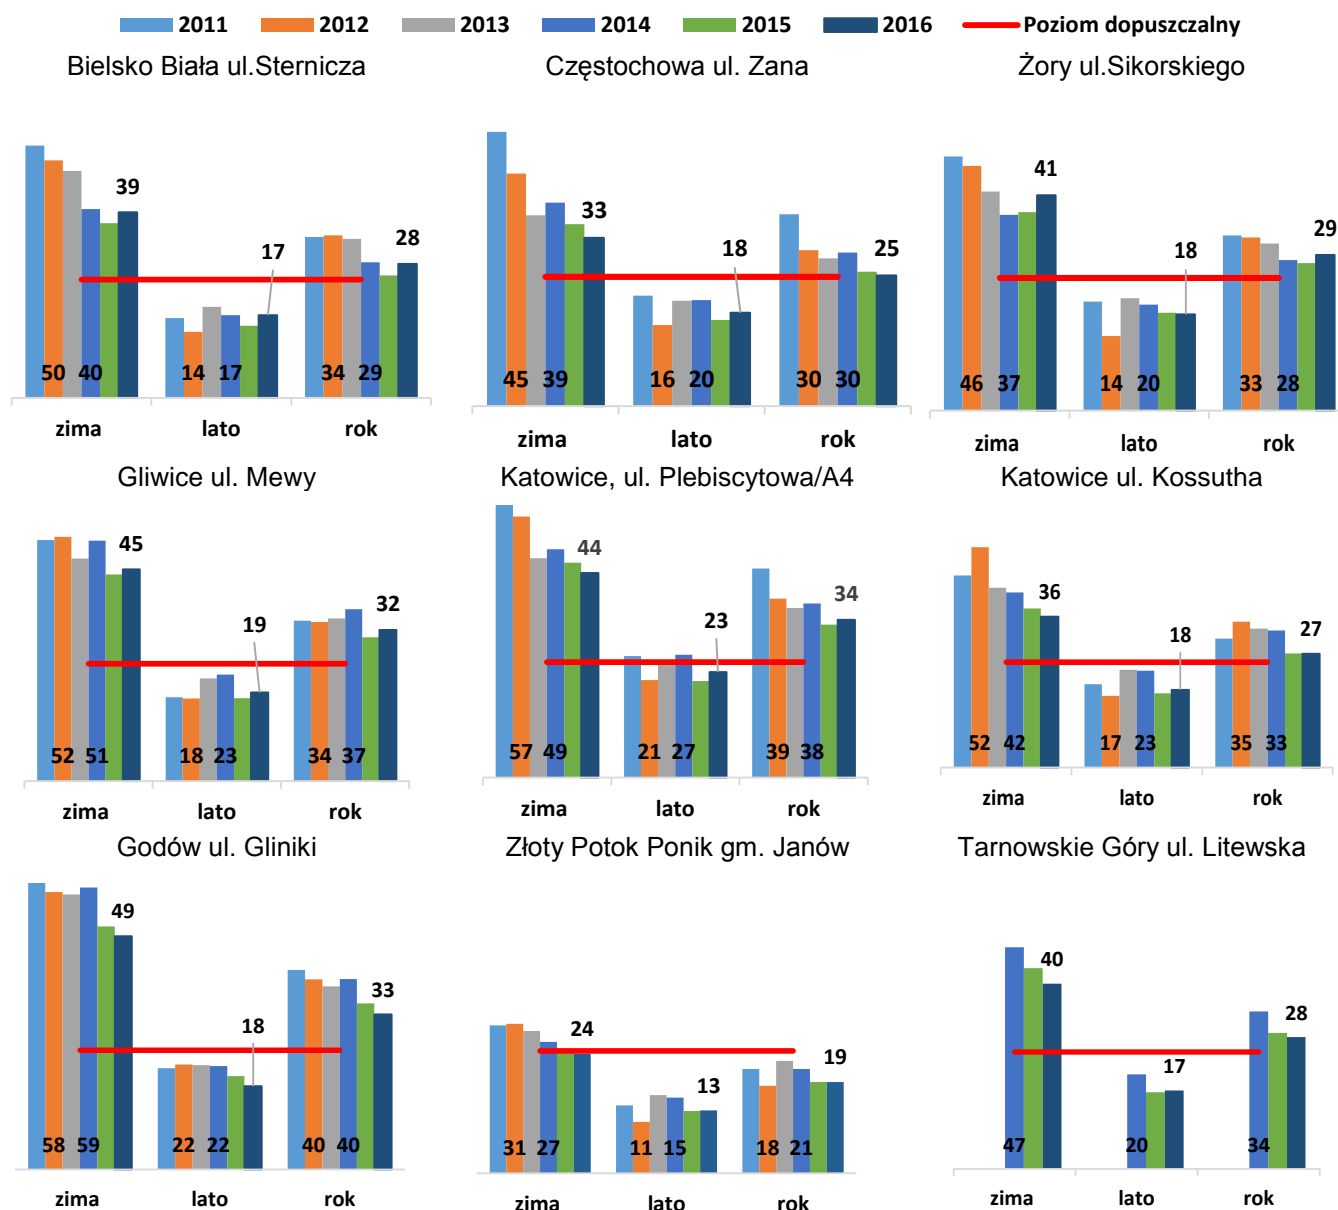 2011 2012 2013 2014 2015 2016 Poziom dopuszczalny
Bielsko Biała ul.Sternicza
39
17
28
50 40 14 17 34 29
zima lato rok
Częstochowa ul. Zana
33
18
25
45 39 16 20 30 30
zima lato rok
Żory ul.Sikorskiego
41
18
29
46 37 14 20 33 28
zima lato rok
Gliwice ul. Mewy
45
19
32
52 51 18 23 34 37
zima lato rok
Katowice, ul. Plebiscytowa/A4
44
23
34
57 49 21 27 39 38
zima lato rok
Katowice ul. Kossutha
36
18
27
52 42 17 23 35 33
zima lato rok
Godów ul. Gliniki
49
18
33
58 59 22 22 40 40
zima lato rok
Złoty Potok Ponik gm. Janów
24
13
19
31 27 11 15 18 21
zima lato rok
Tarnowskie Góry ul. Litewska
40
17
28
47 20 34
zima lato rok